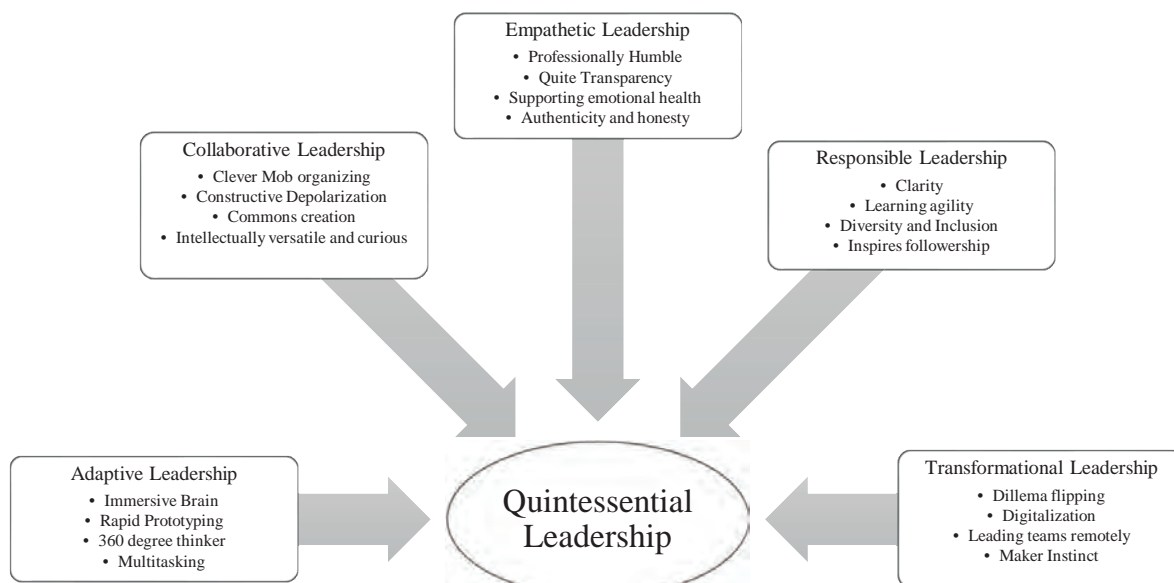 Empathetic Leadership
• Professionally Humble
• Quite Transparency
• Supporting emotional health
• Authenticity and honesty
Collaborative Leadership
• Clever Mob organizing
• Constructive Depolarization
• Commons creation
• Intellectually versatile and curious
Responsible Leadership
• Clarity
• Learning agility
• Diversity and Inclusion
• Inspires followership
Adaptive Leadership
• Immersive Brain
• Rapid Prototyping
• 360 degree thinker
• Multitasking
Quintessential
Leadership
Transformational Leadership
• Dillema flipping
• Digitalization
• Leading teams remotely
• Maker Instinct